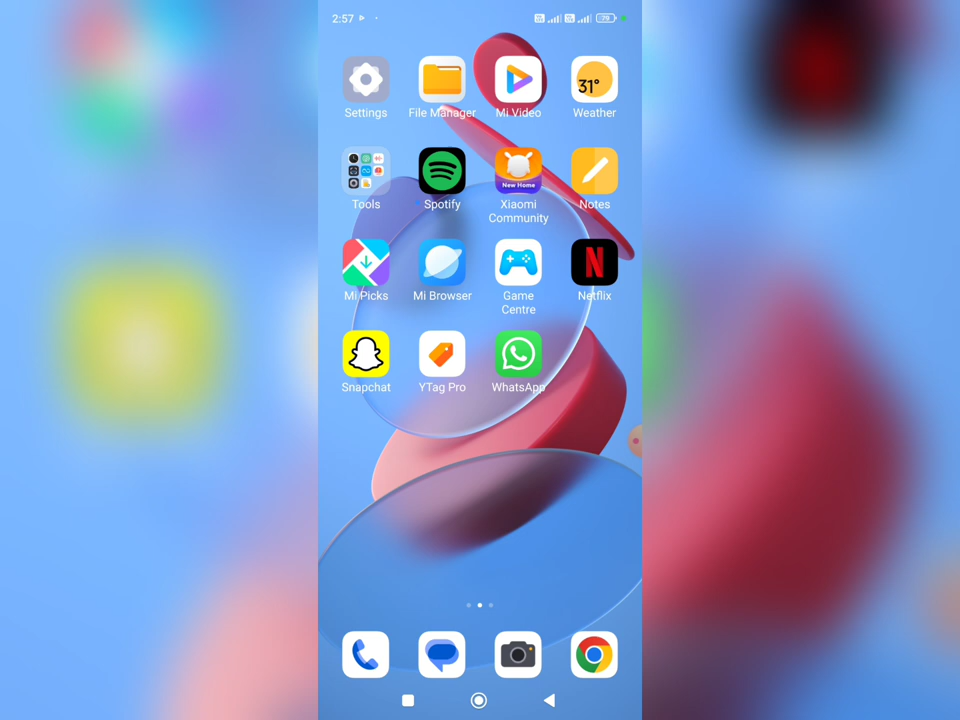 2:57
79
Settings
File Manager
Mi Video
31°
Weather
Tools
Spotify
New Home
Xiaomi
Community
Notes
Mi Picks
Mi Browser
Game
Centre
N
Netflix
Snapchat
YTag Pro
WhatsApp